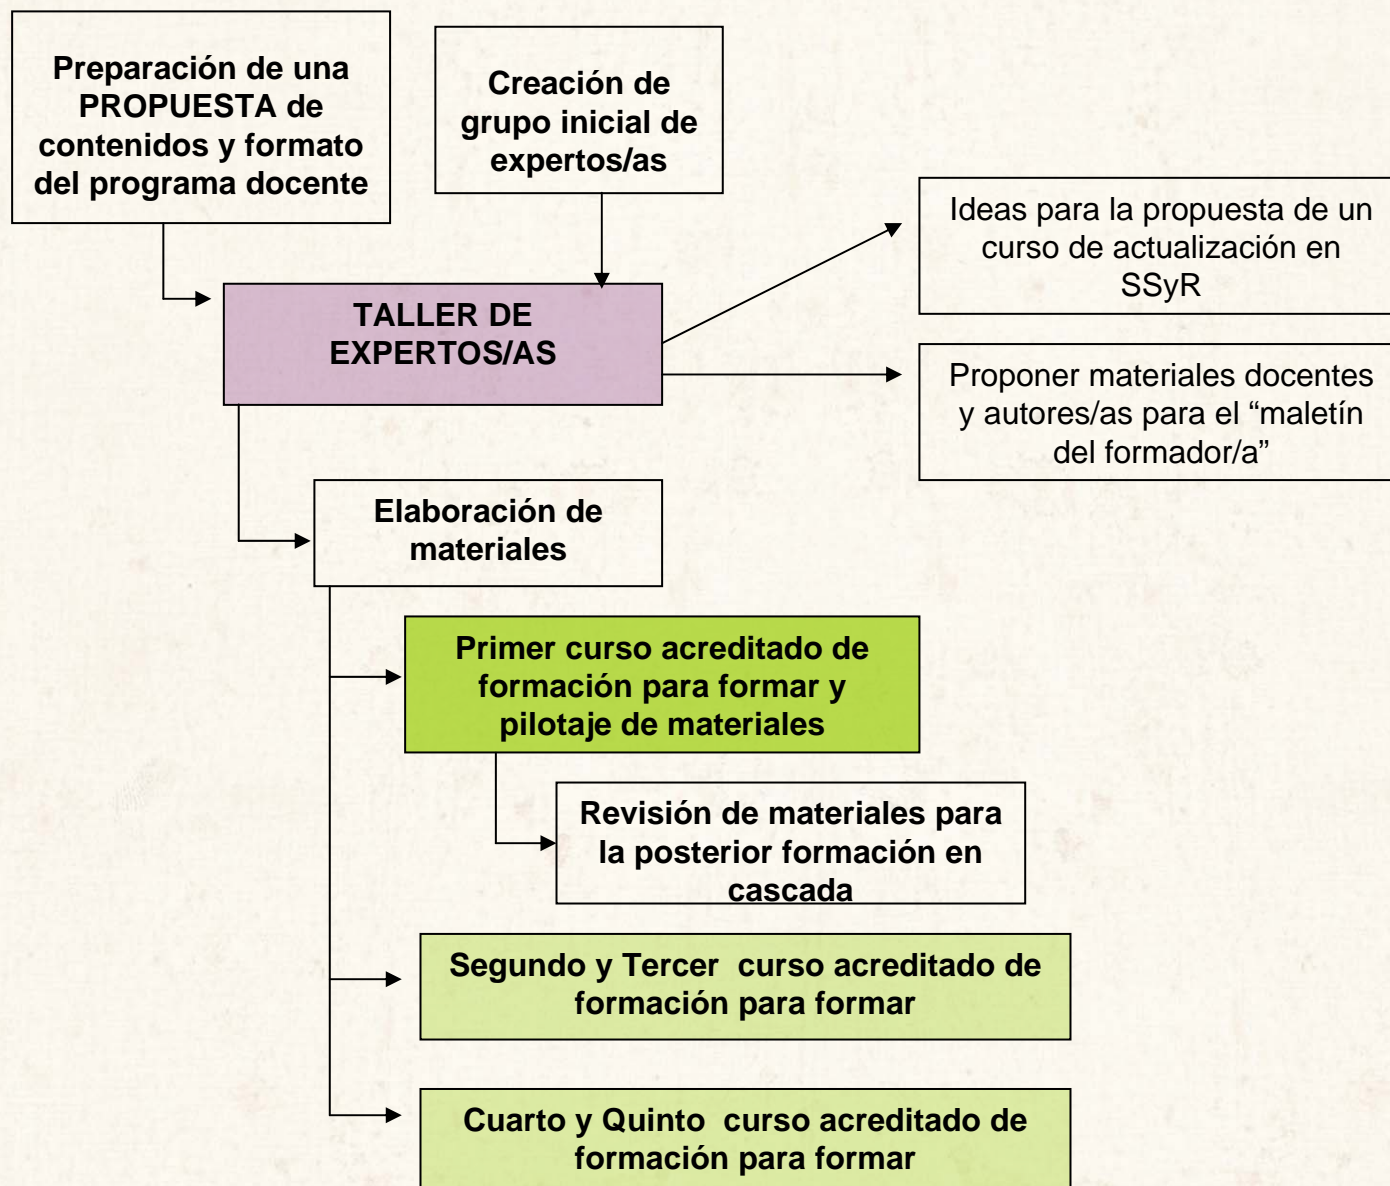 Preparación de una
PROPUESTA de
contenidos y formato
del programa docente
Creación de
grupo inicial de
expertos/as
Ideas para la propuesta de un
curso de actualización en
SSyR
TALLER DE
EXPERTOS/AS
Proponer materiales docentes
y autores/as para el “maletín
del formador/a”
Elaboración de
materiales
Primer curso acreditado de
formación para formar y
pilotaje de materiales
Revisión de materiales para
la posterior formación en
cascada
Segundo y Tercer  curso acreditado de
formación para formar
Cuarto y Quinto  curso acreditado de
formación para formar